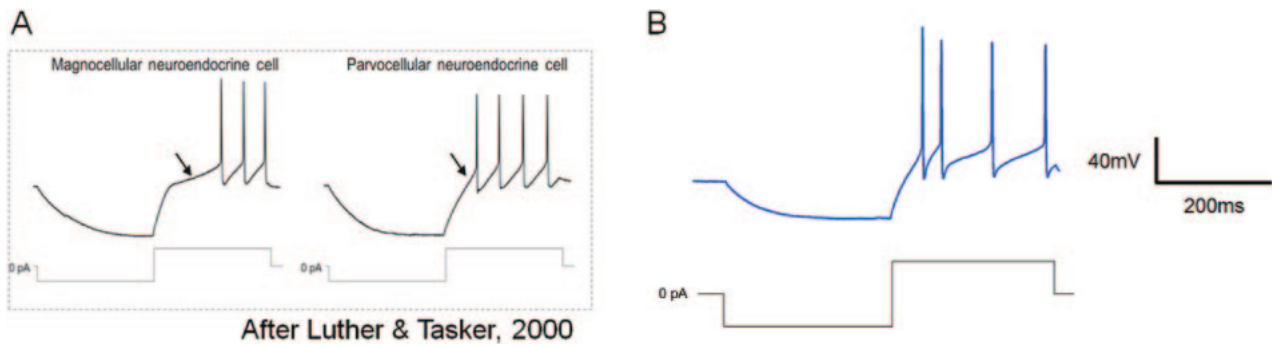 A
Magnocellular neuroendocrine cell
Parvocellular neuroendocrine cell
0 pA
0 pA
After Luther & Tasker, 2000
B
40mV
200ms
0 pA